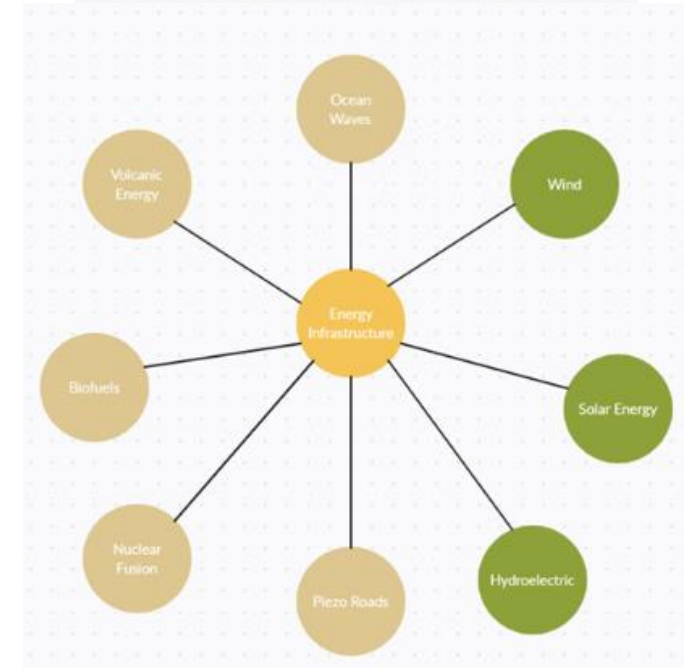 Ocean
Waves
Volcanic
Energy
Wind
Energy
Infrastructure
Biofuels
Solar Energy
Nuclear
Fusion
Hydroelectric
Piezo Roads